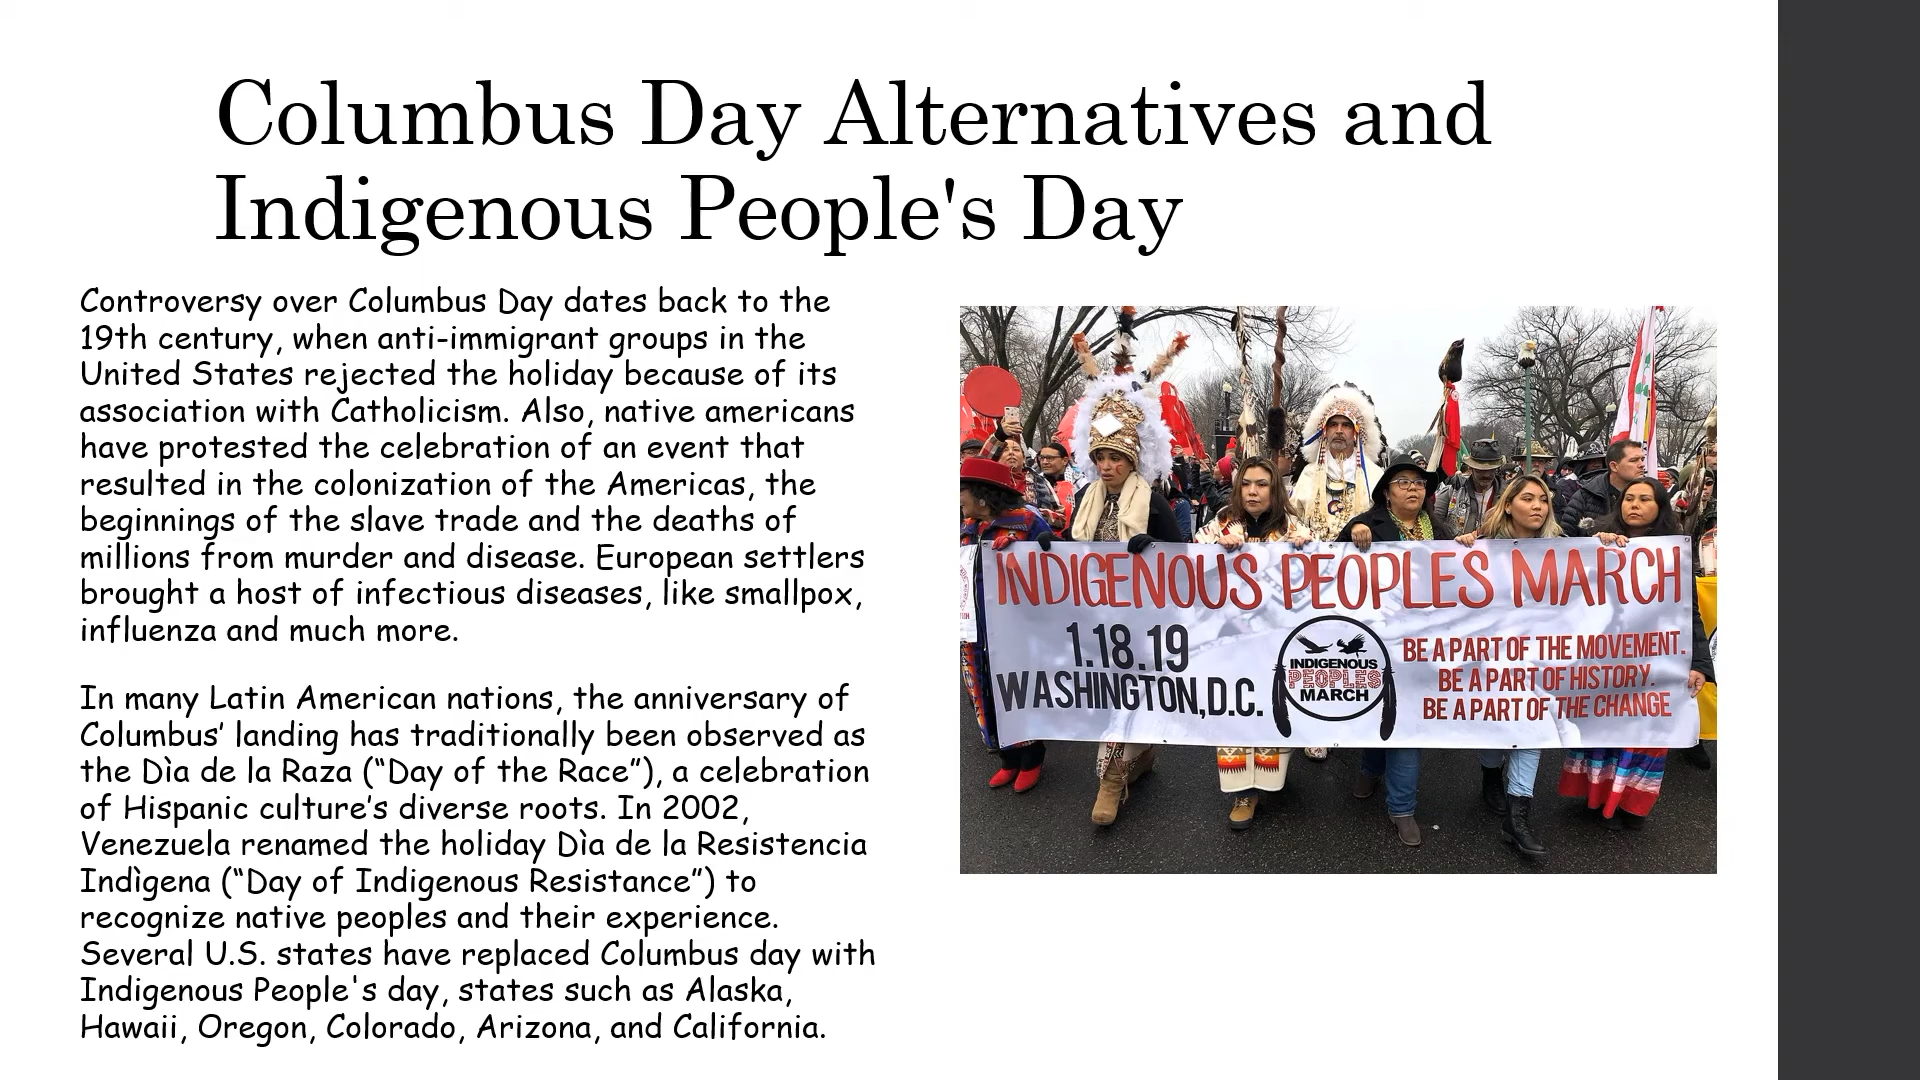 Columbus Day Alternatives and
Indigenous People's Day
Controversy over Columbus Day dates back to the
19th century, when anti-immigrant groups in the
United States rejected the holiday because of its
association with Catholicism. Also, native americans
have protested the celebration of an event that
resulted in the colonization of the Americas, the
beginnings of the slave trade and the deaths of
millions from murder and disease. European settlers
brought a host of infectious diseases, like smallpox,
influenza and much more.
In many Latin American nations, the anniversary of
Columbus’ landing has traditionally been observed as
the Dìa de la Raza (“Day of the Race”), a celebration
of Hispanic culture’s diverse roots. In 2002,
Venezuela renamed the holiday Dìa de la Resistencia
Indìgena (“Day of Indigenous Resistance”) to
recognize native peoples and their experience.
Several U.S. states have replaced Columbus day with
Indigenous People's day, states such as Alaska,
Hawaii, Oregon, Colorado, Arizona, and California.
INDIGENOUS PEOPLES MARCH
1.18.19
WASHINGTON,D.C.
INDIGENOUS
PEOPLES
MARCH
BE A PART OF THE MOVEMENT.
BE A PART OF HISTORY.
BE A PART OF THE CHANGE